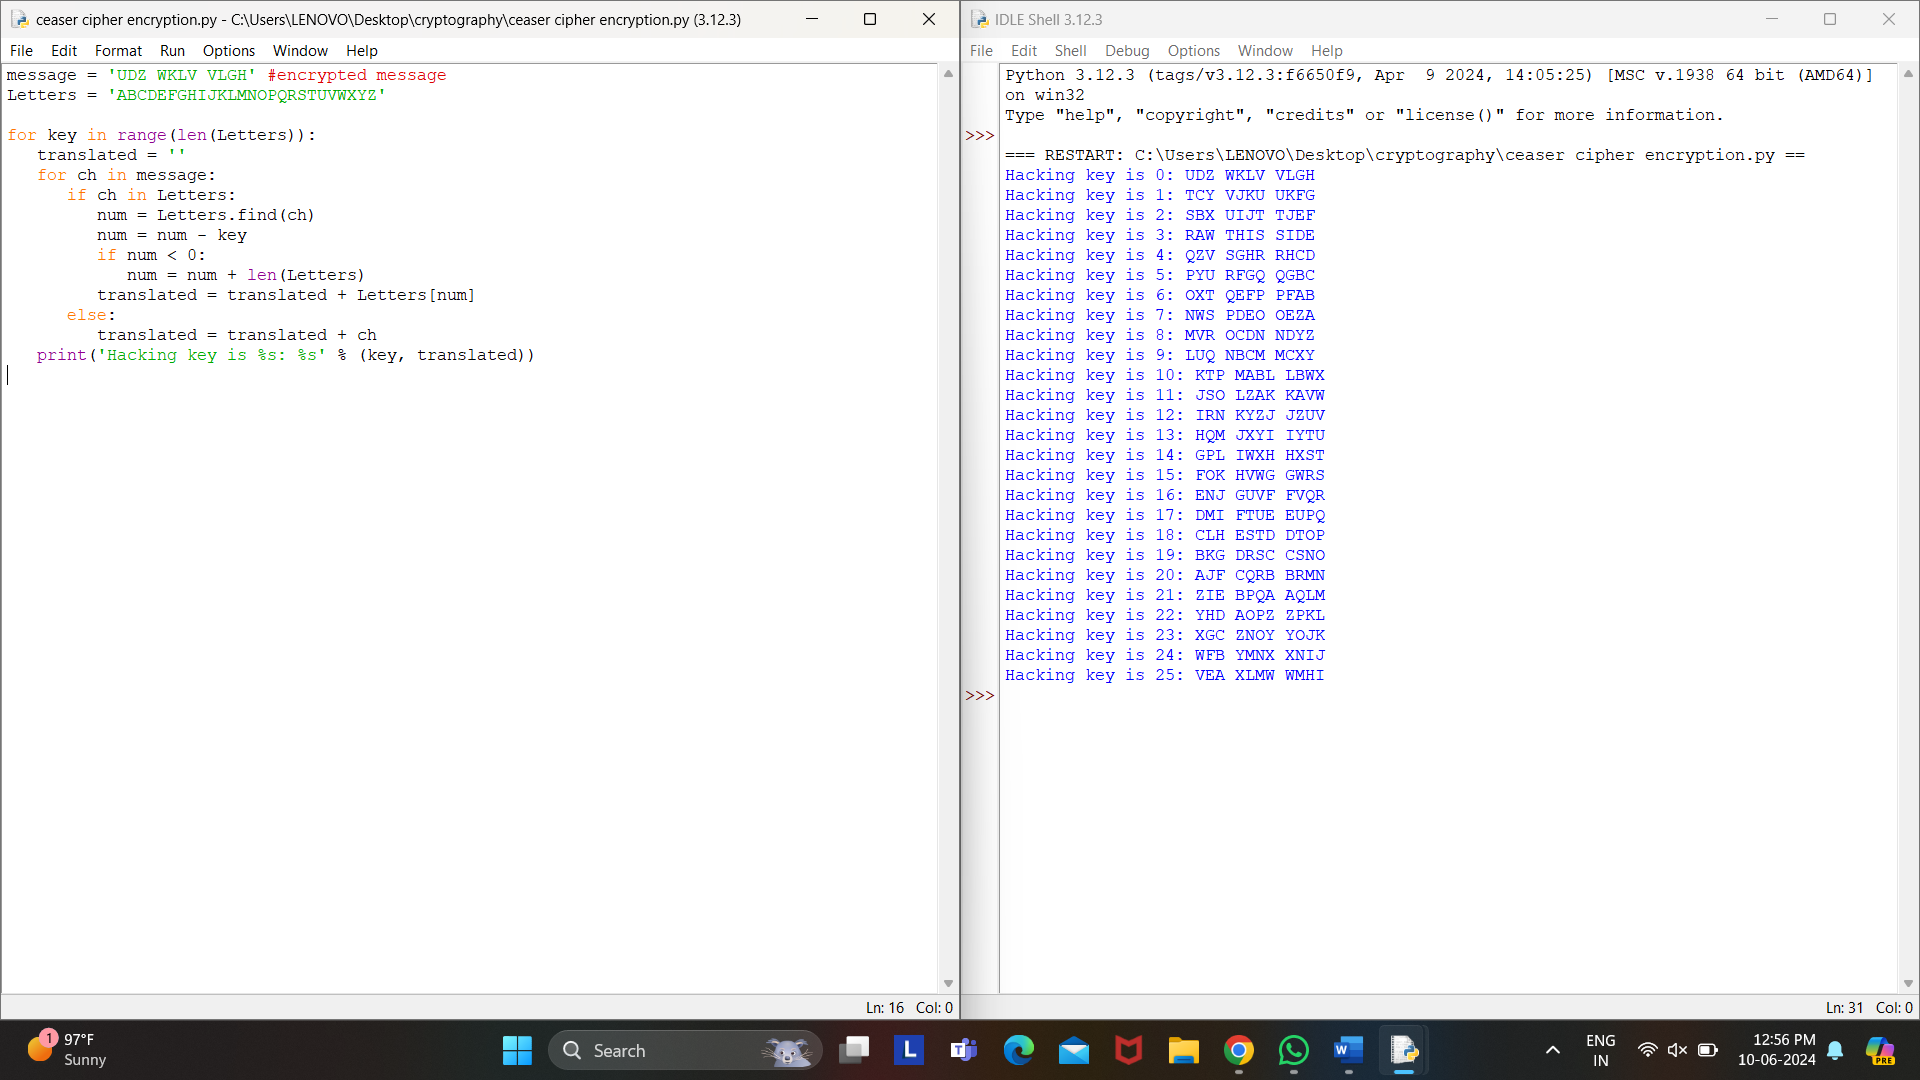 ceaser cipher encryption.py - C:\Users\LENOVO\Desktop\cryptography\ceaser cipher encryption.py (3.12.3)
File Edit Format Run Options Window Help
message = 'UDZ WKLV VLGH' #encrypted message
Letters = 'ABCDEFGHIJKLMNOPQRSTUVWXYZ'
for key in range(len(Letters)):
   translated = ''
   for ch in message:
      if ch in Letters:
         num = Letters.find(ch)
         num = num - key
         if num < 0:
            num = num + len(Letters)
         translated = translated + Letters[num]
      else:
         translated = translated + ch
   print('Hacking key is %s: %s' % (key, translated))
Ln: 16 Col: 0
IDLE Shell 3.12.3
File Edit Shell Debug Options Window Help
Python 3.12.3 (tags/v3.12.3:f6650f9, Apr  9 2024, 14:05:25) [MSC v.1938 64 bit (AMD64)]
on win32
Type "help", "copyright", "credits" or "license()" for more information.
>>>
=== RESTART: C:\Users\LENOVO\Desktop\cryptography\ceaser cipher encryption.py ==
Hacking key is 0: UDZ WKLV VLGH
Hacking key is 1: TCY VJKU UKFG
Hacking key is 2: SBX UIJT TJEF
Hacking key is 3: RAW THIS SIDE
Hacking key is 4: QZV SGHR RHCD
Hacking key is 5: PYU RFGQ QGBC
Hacking key is 6: OXT QEFP PFAB
Hacking key is 7: NWS PDEO OEZA
Hacking key is 8: MVR OCDN NDYZ
Hacking key is 9: LUQ NBCM MCXY
Hacking key is 10: KTP MABL LBWX
Hacking key is 11: JSO LZAK KAVW
Hacking key is 12: IRN KYZJ JZUV
Hacking key is 13: HQM JXYI IYTU
Hacking key is 14: GPL IWXH HXST
Hacking key is 15: FOK HVWG GWRS
Hacking key is 16: ENJ GUVF FVQR
Hacking key is 17: DMI FTUE EUPQ
Hacking key is 18: CLH ESTD DTOP
Hacking key is 19: BKG DRSC CSNO
Hacking key is 20: AJF CQRB BRMN
Hacking key is 21: ZIE BPQA AQLM
Hacking key is 22: YHD AOPZ ZPKL
Hacking key is 23: XGC ZNOY YOJK
Hacking key is 24: WFB YMNX XNIJ
Hacking key is 25: VEA XLMW WMHI
>>>
Ln: 31 Col: 0
1
97°F
Sunny
Search
L
T
W
PRE
ENG
IN
12:56 PM
10-06-2024